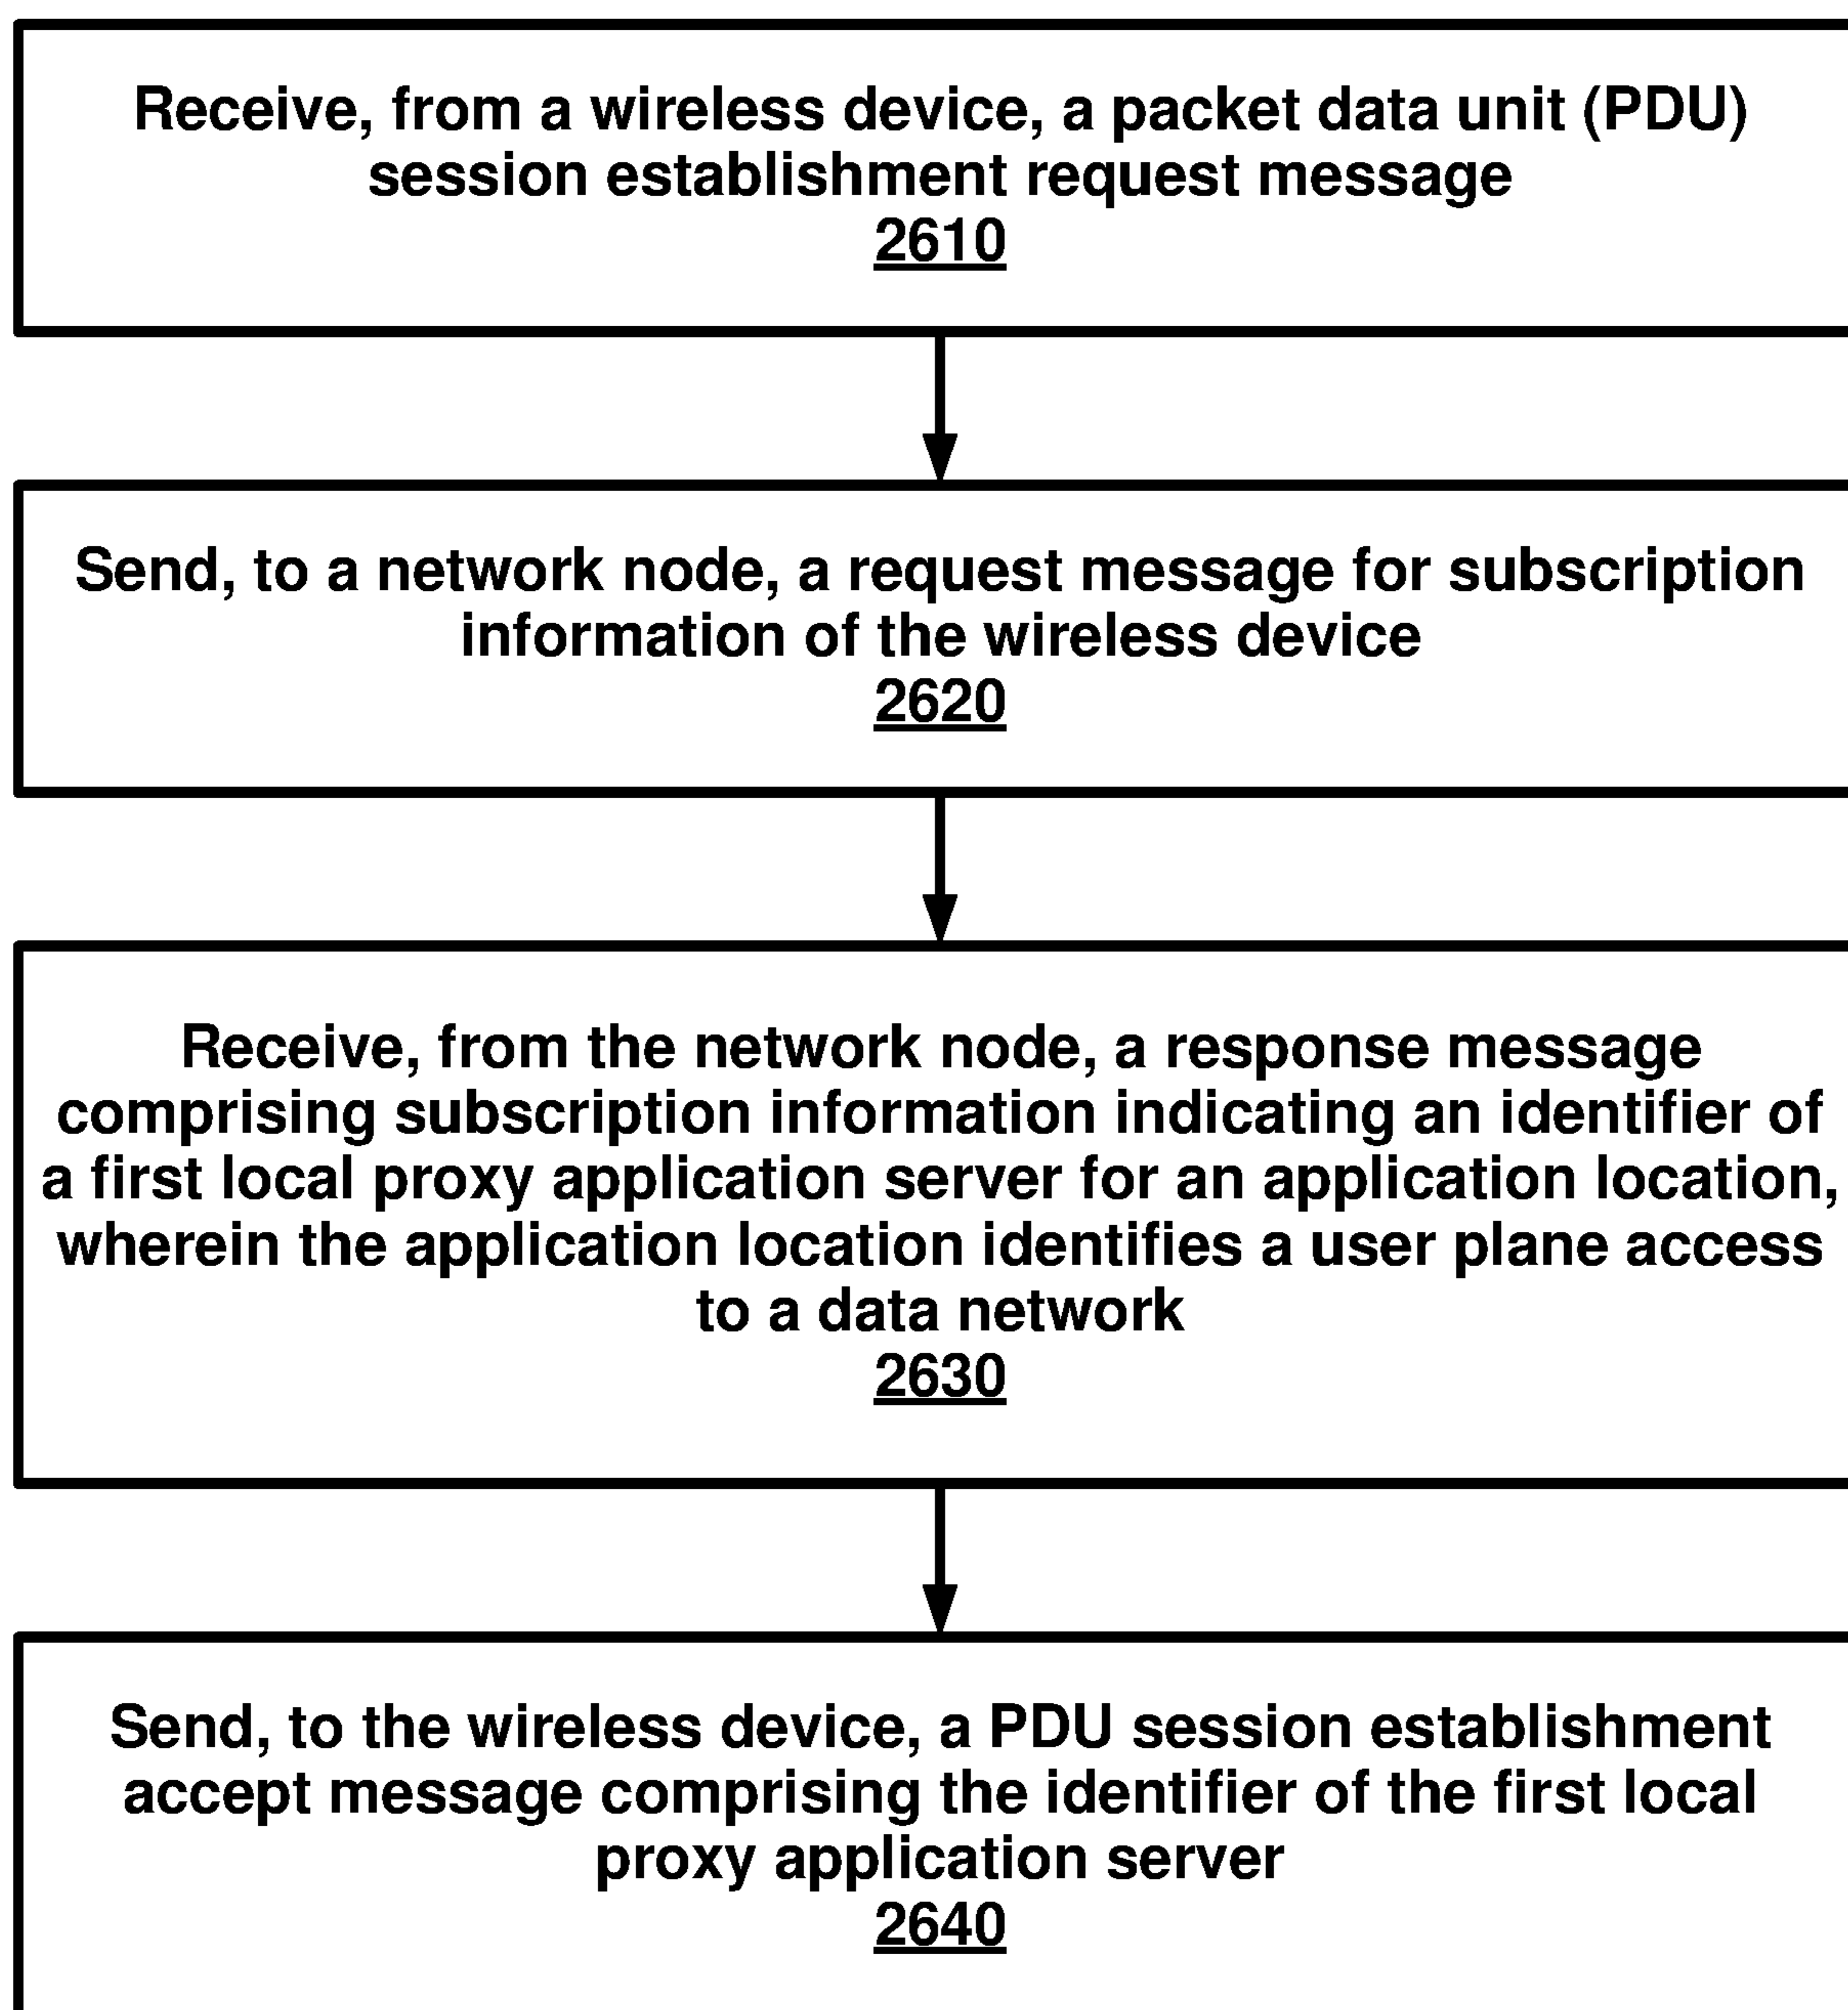 Receive, from a wireless device, a packet data unit (PDU)
session establishment request message
2610
Send, to a network node, a request message for subscription
information of the wireless device
2620
Receive, from the network node, a response message
comprising subscription information indicating an identifier of
a first local proxy application server for an application location,
wherein the application location identifies a user plane access
to a data network
2630
Send, to the wireless device, a PDU session establishment
accept message comprising the identifier of the first local
proxy application server
2640